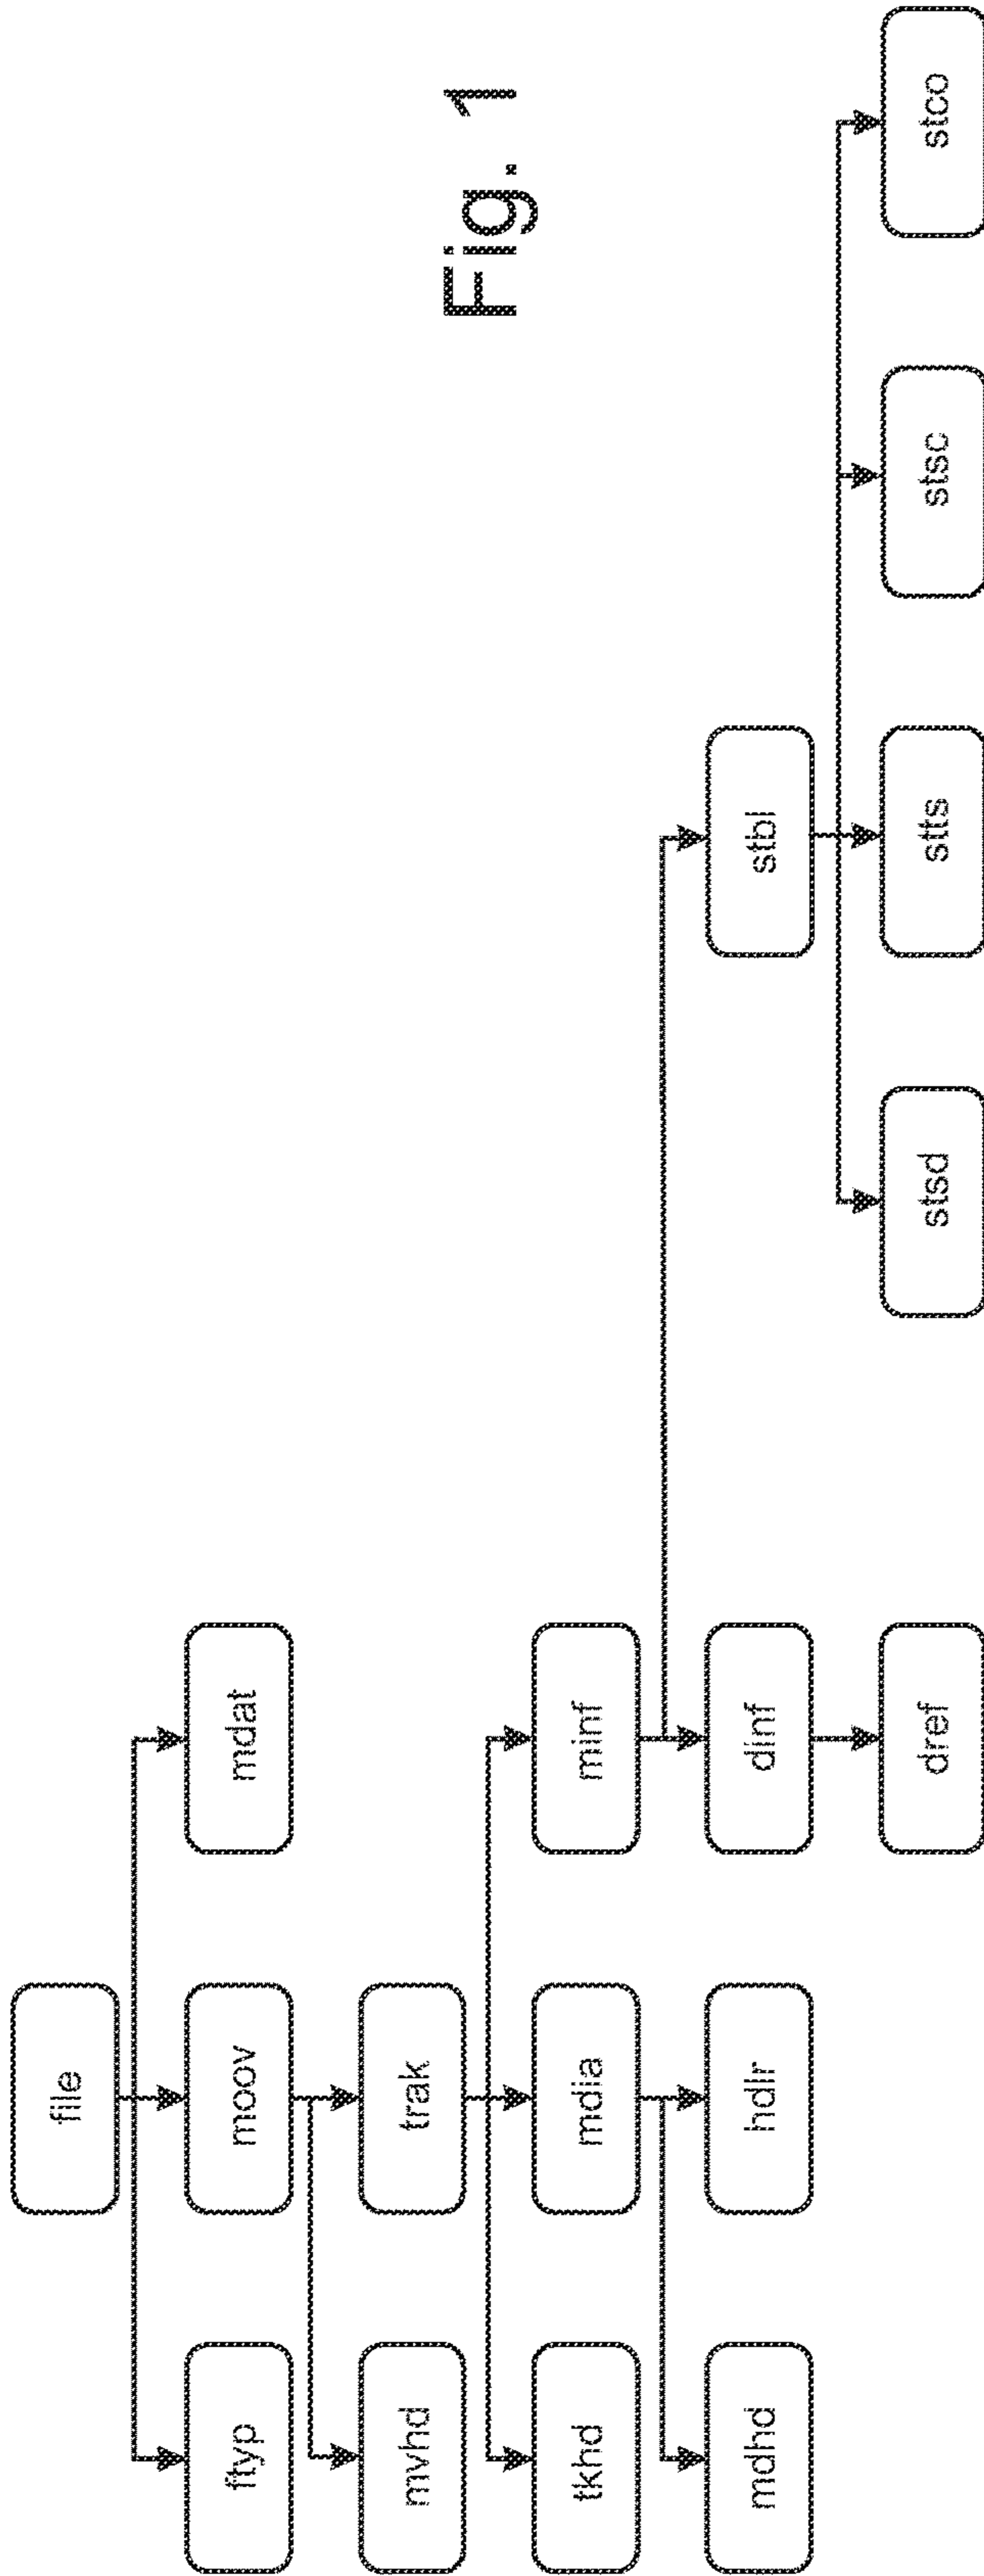 file
ftyp
moov
mdat
mvhd
trak
tkhd
mdia
minf
mdhd
hdlr
dinf
stbl
dref
stsd
stts
stsc
stco
Fig. 1